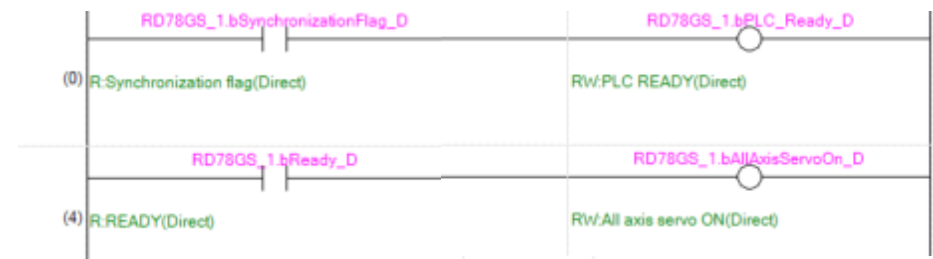 RD78GS_1.bSynchronizationFlag_D RD78GS_1.bPLC_Ready_D
(0) R:Synchronization flag(Direct) RW:PLC READY(Direct)
RD78GS_1.bReady_D RD78GS_1.bAllAxisServoOn_D
(4) R:READY(Direct) RW:All axis servo ON(Direct)